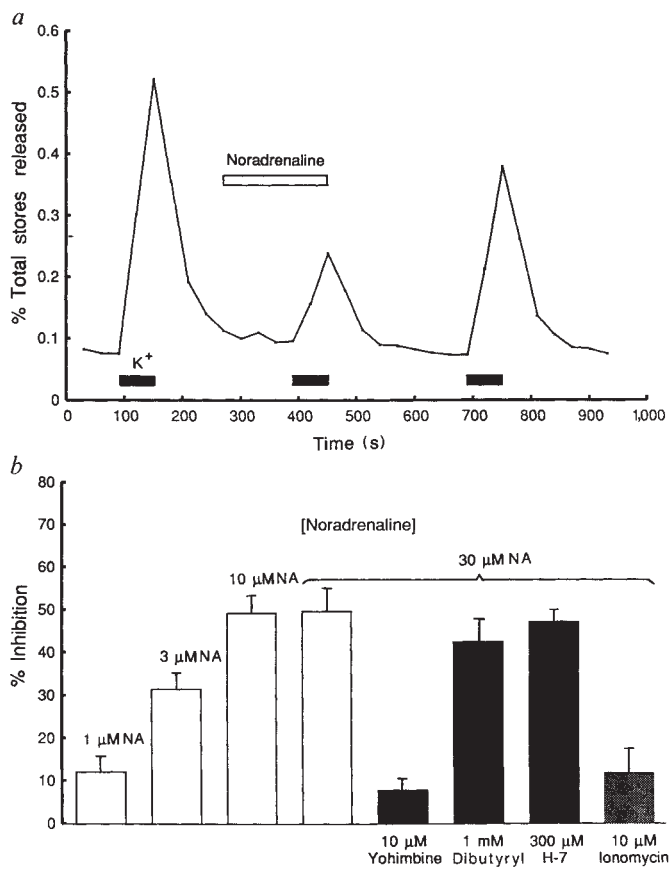 a
0.6
0.5
0.4
0.3
0.2
0.1
0
% Total stores released
Noradrenaline
K+
0 100 200 300 400 500 600 700 800 900 1,000
Time (s)
b
80
70
60
50
40
30
20
10
0
% Inhibition
[Noradrenaline]
30 µM NA
10 µM NA
3 µM NA
1 µM NA
10 µM 1 mM 300 µM 10 µM
Yohimbine Dibutyryl H-7 Ionomycin